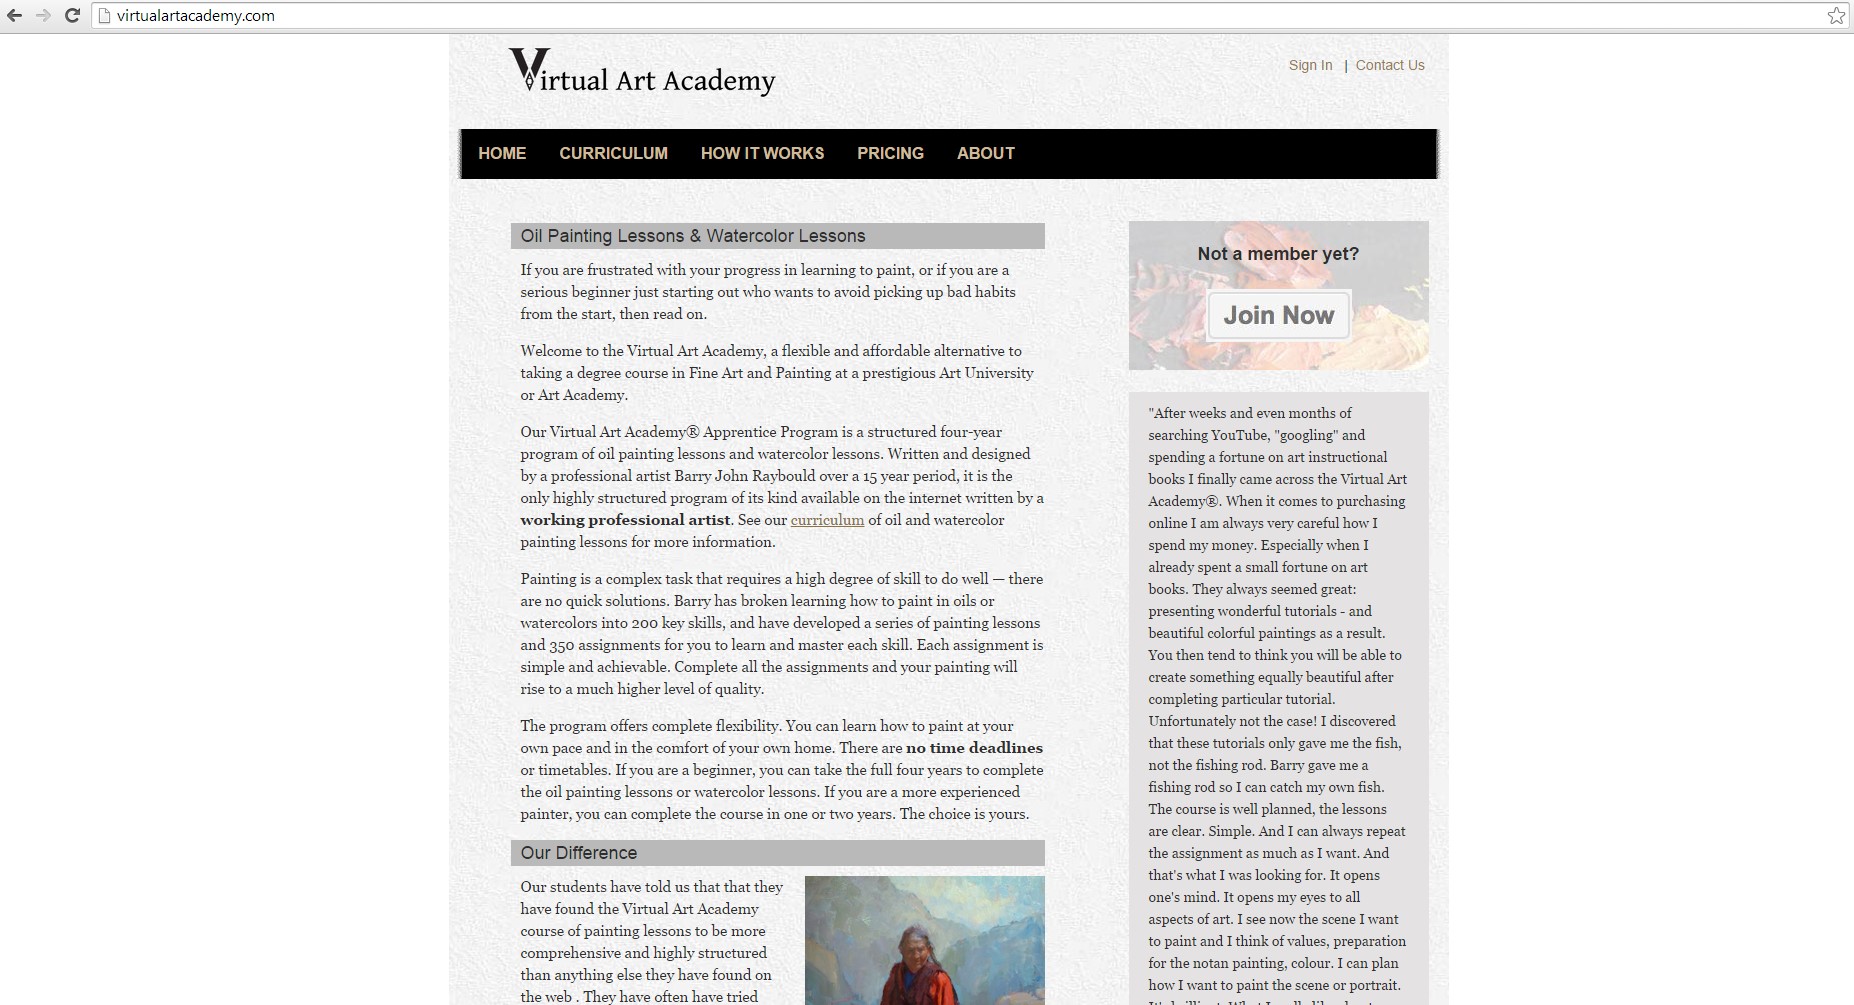 virtualartacademy.com
Virtual Art Academy
Sign In | Contact Us
HOME CURRICULUM HOW IT WORKS PRICING ABOUT
Oil Painting Lessons & Watercolor Lessons
If you are frustrated with your progress in learning to paint, or if you are a
serious beginner just starting out who wants to avoid picking up bad habits
from the start, then read on.
Welcome to the Virtual Art Academy, a flexible and affordable alternative to
taking a degree course in Fine Art and Painting at a prestigious Art University
or Art Academy.
Our Virtual Art Academy® Apprentice Program is a structured four-year
program of oil painting lessons and watercolor lessons. Written and designed
by a professional artist Barry John Raybould over a 15 year period, it is the
only highly structured program of its kind available on the internet written by a
working professional artist. See our curriculum of oil and watercolor
painting lessons for more information.
Painting is a complex task that requires a high degree of skill to do well — there
are no quick solutions. Barry has broken learning how to paint in oils or
watercolors into 200 key skills, and have developed a series of painting lessons
and 350 assignments for you to learn and master each skill. Each assignment is
simple and achievable. Complete all the assignments and your painting will
rise to a much higher level of quality.
The program offers complete flexibility. You can learn how to paint at your
own pace and in the comfort of your own home. There are no time deadlines
or timetables. If you are a beginner, you can take the full four years to complete
the oil painting lessons or watercolor lessons. If you are a more experienced
painter, you can complete the course in one or two years. The choice is yours.
Our Difference
Our students have told us that that they
have found the Virtual Art Academy
course of painting lessons to be more
comprehensive and highly structured
than anything else they have found on
the web . They have often have tried
Not a member yet?
Join Now
"After weeks and even months of
searching YouTube, "googling" and
spending a fortune on art instructional
books I finally came across the Virtual Art
Academy®. When it comes to purchasing
online I am always very careful how I
spend my money. Especially when I
already spent a small fortune on art
books. They always seemed great:
presenting wonderful tutorials - and
beautiful colorful paintings as a result.
You then tend to think you will be able to
create something equally beautiful after
completing particular tutorial.
Unfortunately not the case! I discovered
that these tutorials only gave me the fish,
not the fishing rod. Barry gave me a
fishing rod so I can catch my own fish.
The course is well planned, the lessons
are clear. Simple. And I can always repeat
the assignment as much as I want. And
that's what I was looking for. It opens
one's mind. It opens my eyes to all
aspects of art. I see now the scene I want
to paint and I think of values, preparation
for the notan painting, colour. I can plan
how I want to paint the scene or portrait.